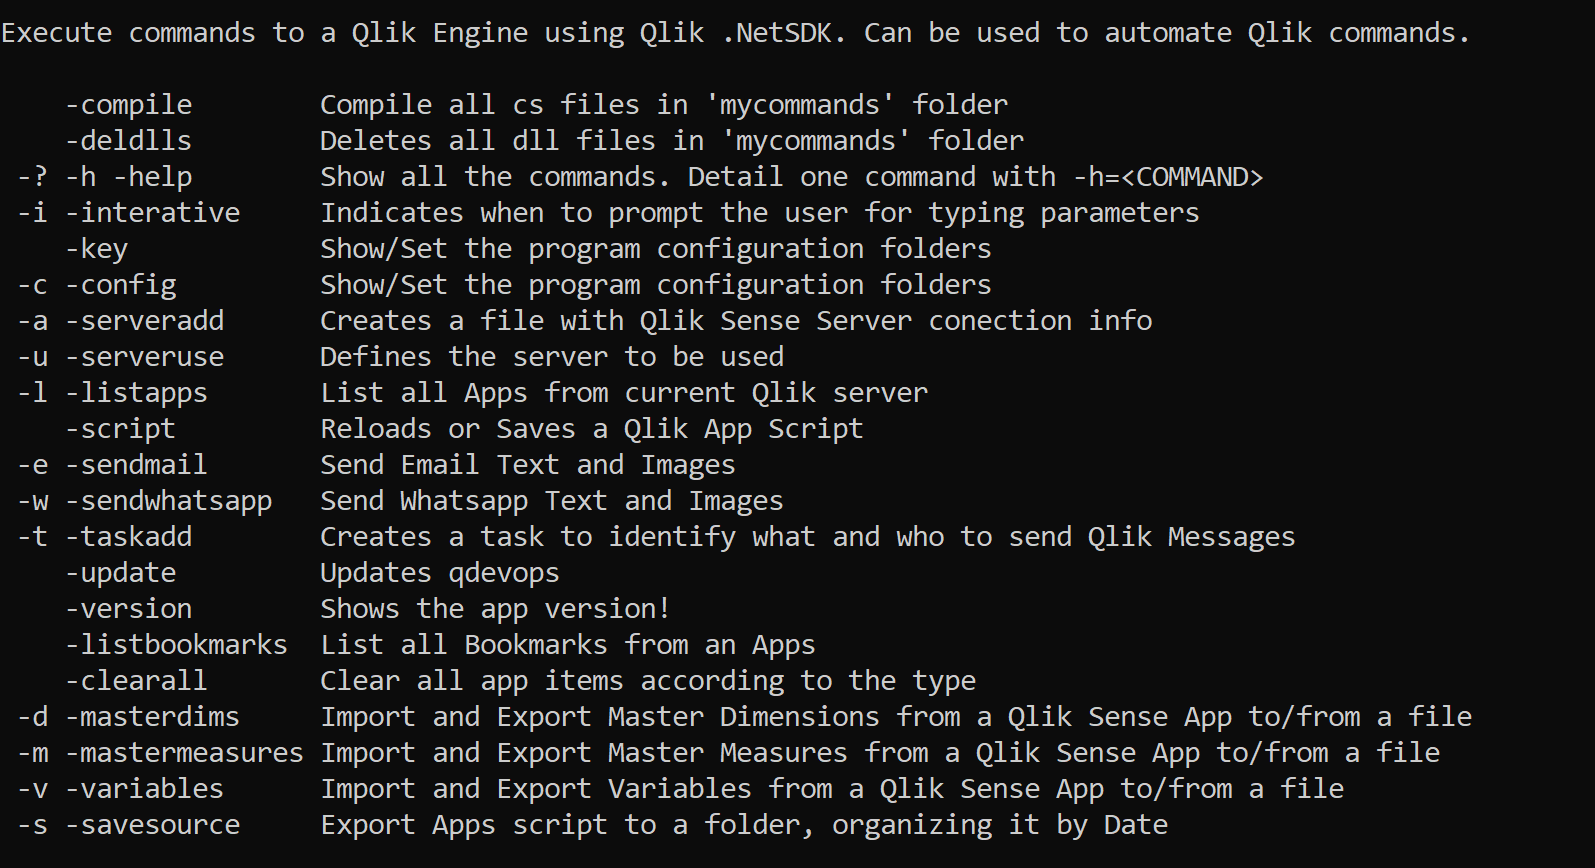 Execute commands to a Qlik Engine using Qlik .NetSDK. Can be used to automate Qlik commands.
-compile Compile all cs files in 'mycommands' folder
-deldlls Deletes all dll files in 'mycommands' folder
-? -h -help Show all the commands. Detail one command with -h=<COMMAND>
-i -interative Indicates when to prompt the user for typing parameters
-key Show/Set the program configuration folders
-c -config Show/Set the program configuration folders
-a -serveradd Creates a file with Qlik Sense Server conection info
-u -serveruse Defines the server to be used
-l -listapps List all Apps from current Qlik server
-script Reloads or Saves a Qlik App Script
-e -sendmail Send Email Text and Images
-w -sendwhatsapp Send Whatsapp Text and Images
-t -taskadd Creates a task to identify what and who to send Qlik Messages
-update Updates qdevops
-version Shows the app version!
-listbookmarks List all Bookmarks from an Apps
-clearall Clear all app items according to the type
-d -masterdims Import and Export Master Dimensions from a Qlik Sense App to/from a file
-m -mastermeasures Import and Export Master Measures from a Qlik Sense App to/from a file
-v -variables Import and Export Variables from a Qlik Sense App to/from a file
-s -savesource Export Apps script to a folder, organizing it by Date